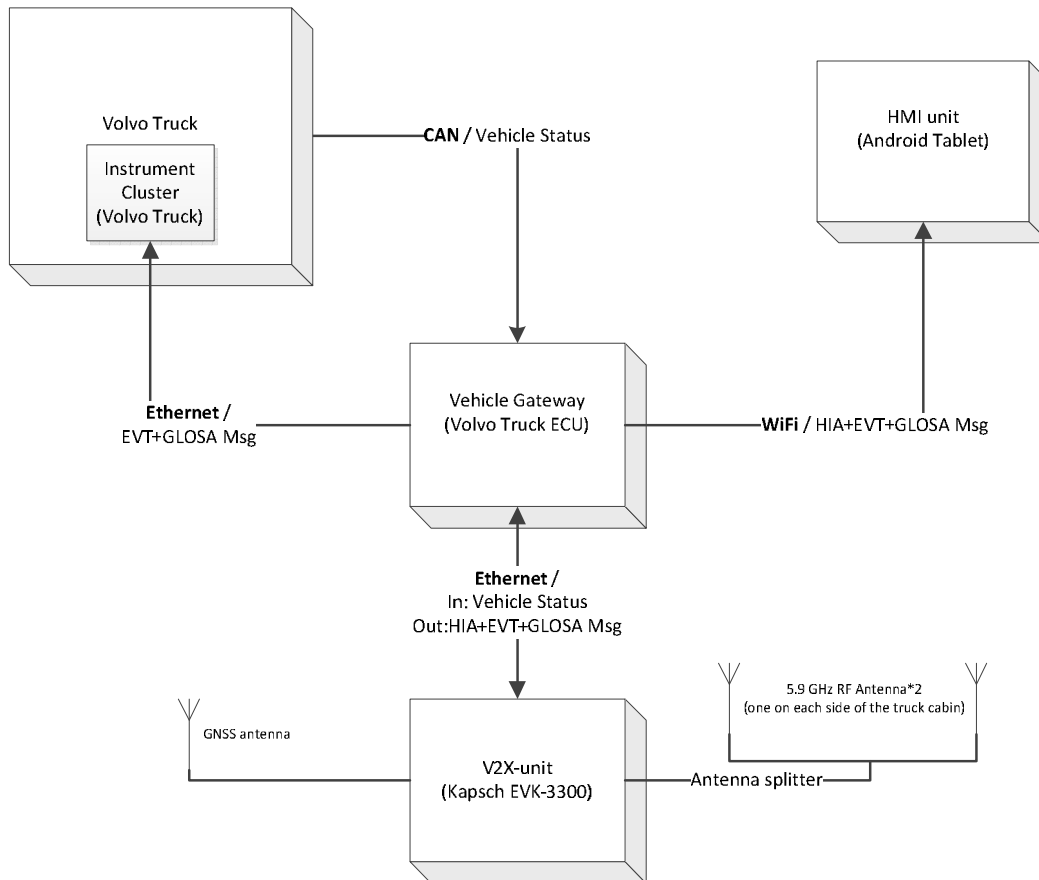 Volvo Truck
Instrument
Cluster
(Volvo Truck)
CAN / Vehicle Status
HMI unit
(Android Tablet)
Vehicle Gateway
(Volvo Truck ECU)
Ethernet /
EVT+GLOSA Msg
WiFi / HIA+EVT+GLOSA Msg
Ethernet /
In: Vehicle Status
Out:HIA+EVT+GLOSA Msg
GNSS antenna
V2X-unit
(Kapsch EVK-3300)
5.9 GHz RF Antenna*2
(one on each side of the truck cabin)
Antenna splitter